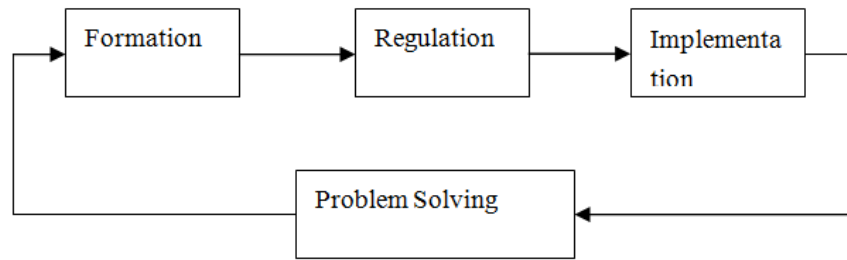 Formation
Regulation
Implementa
tion
Problem Solving